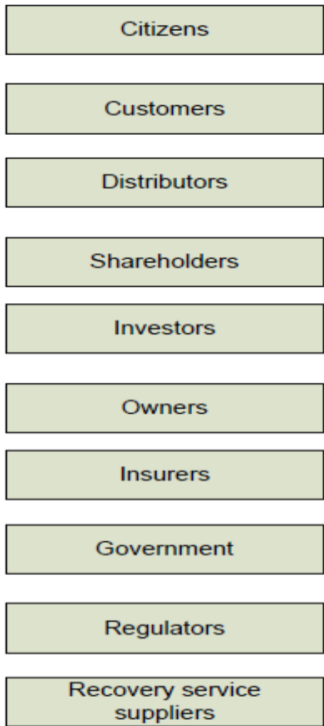 Citizens
Customers
Distributors
Shareholders
Investors
Owners
Insurers
Government
Regulators
Recovery service
suppliers